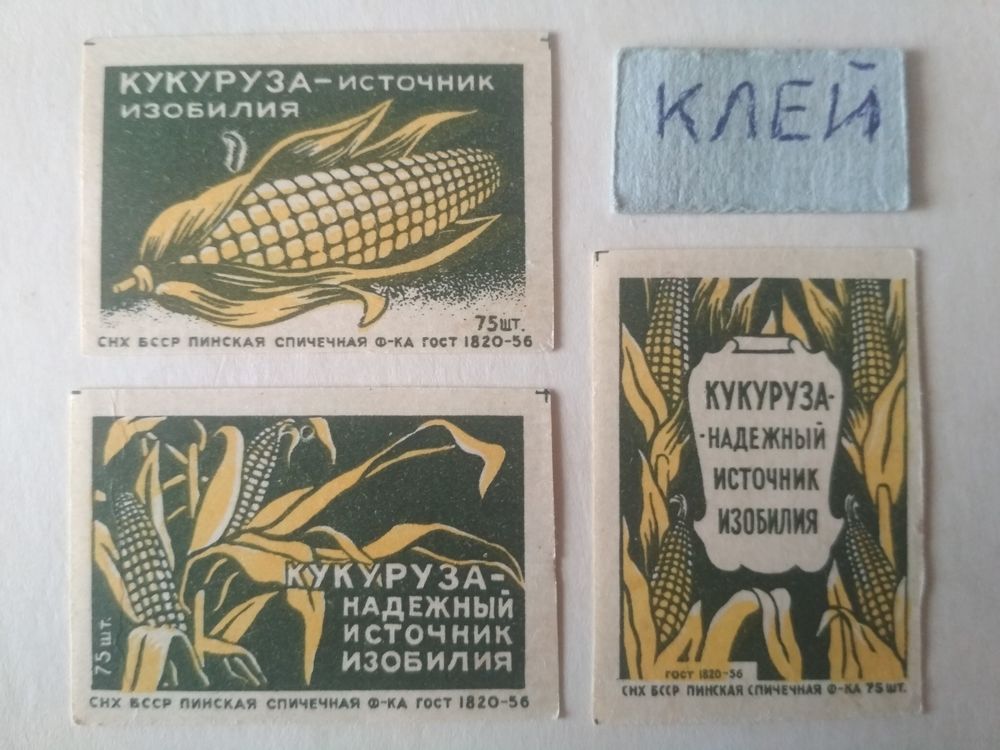 КУКУРУЗА-ИСТОЧНИК
ИЗОБИЛИЯ
75шт.
СНХ БССР ПИНСКАЯ СПИЧЕЧНАЯ Ф-КА ГОСТ 1820-56
КЛЕЙ
КУКУРУЗА-
НАДЕЖНЫЙ
ИСТОЧНИК
ИЗОБИЛИЯ
75 шт.
СНХ БССР ПИНСКАЯ СПИЧЕЧНАЯ Ф-КА ГОСТ 1820-56
КУКУРУЗА-
-НАДЕЖНЫЙ
ИСТОЧНИК
ИЗОБИЛИЯ
ГОСТ 1820-56
СНХ БССР ПИНСКАЯ СПИЧЕЧНАЯ Ф-КА 75 ШТ.